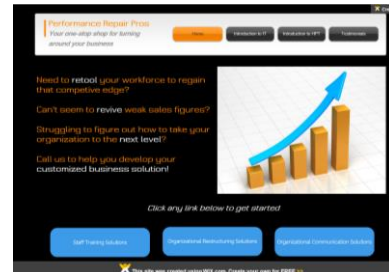 Performance Repair Pros
Your one-stop shop for turning
around your business
Home
Introduction to IT
Introduction to HPT
Testimonials
Need to retool your workforce to regain
that competive edge?
Can't seem to revive weak sales figures?
Struggling to figure out how to take your
organization to the next level?
Call us to help you develop your
customized business solution!
Click any link below to get started
Staff Training Solutions
Organizational Restructuring Solutions
Organizational Communication Solutions
This site was created using WIX.com. Create your own for FREE >>